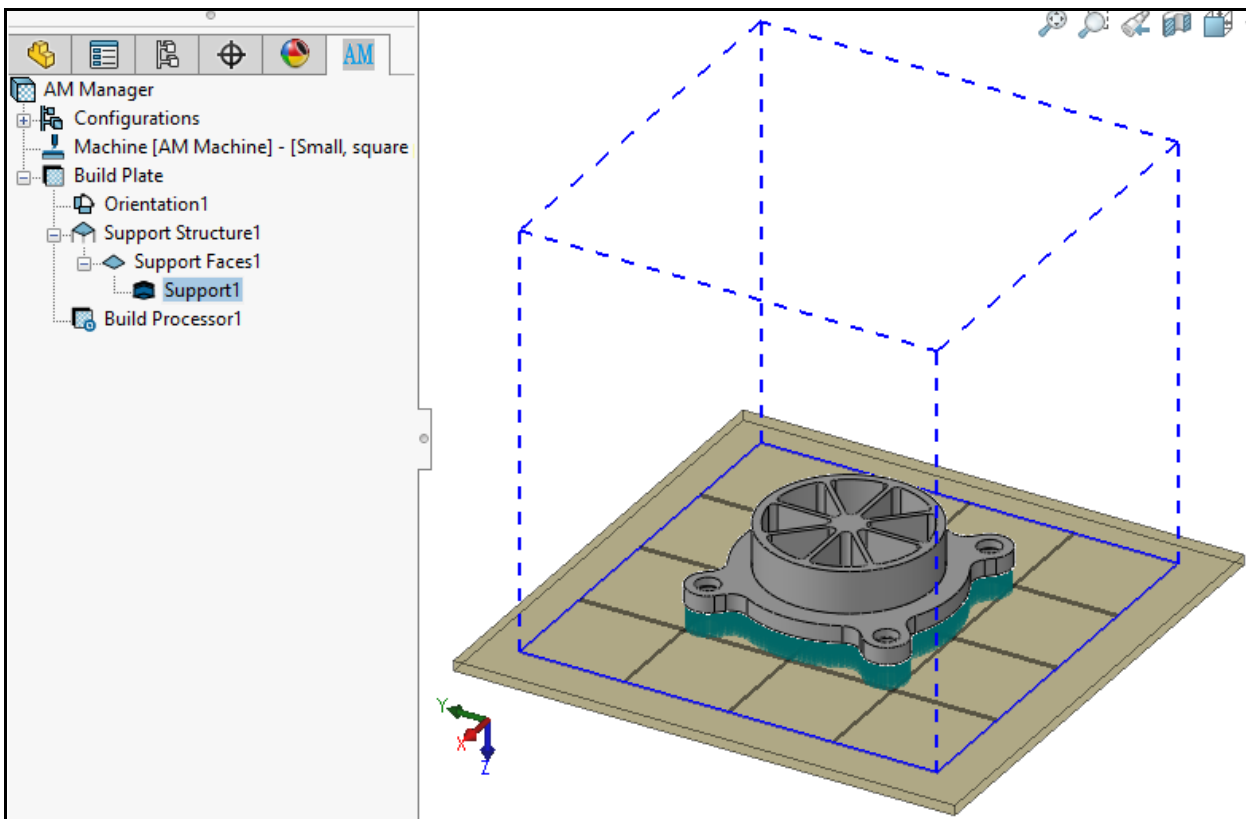 AM
AM Manager
Configurations
Machine [AM Machine] - [Small, square
Build Plate
Orientation1
Support Structure1
Support Faces1
Support1
Build Processor1
Y
X
Z